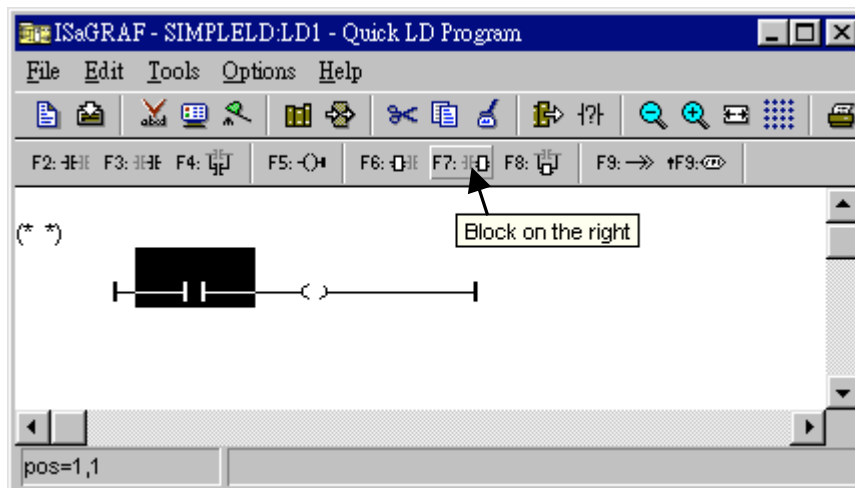 ISaGRAF - SIMPLELD:LD1 - Quick LD Program
File Edit Tools Options Help
abcd
F2: F3: F4: F5: F6: F7: F8: F9: ↑F9:
Block on the right
(* *)
pos=1,1